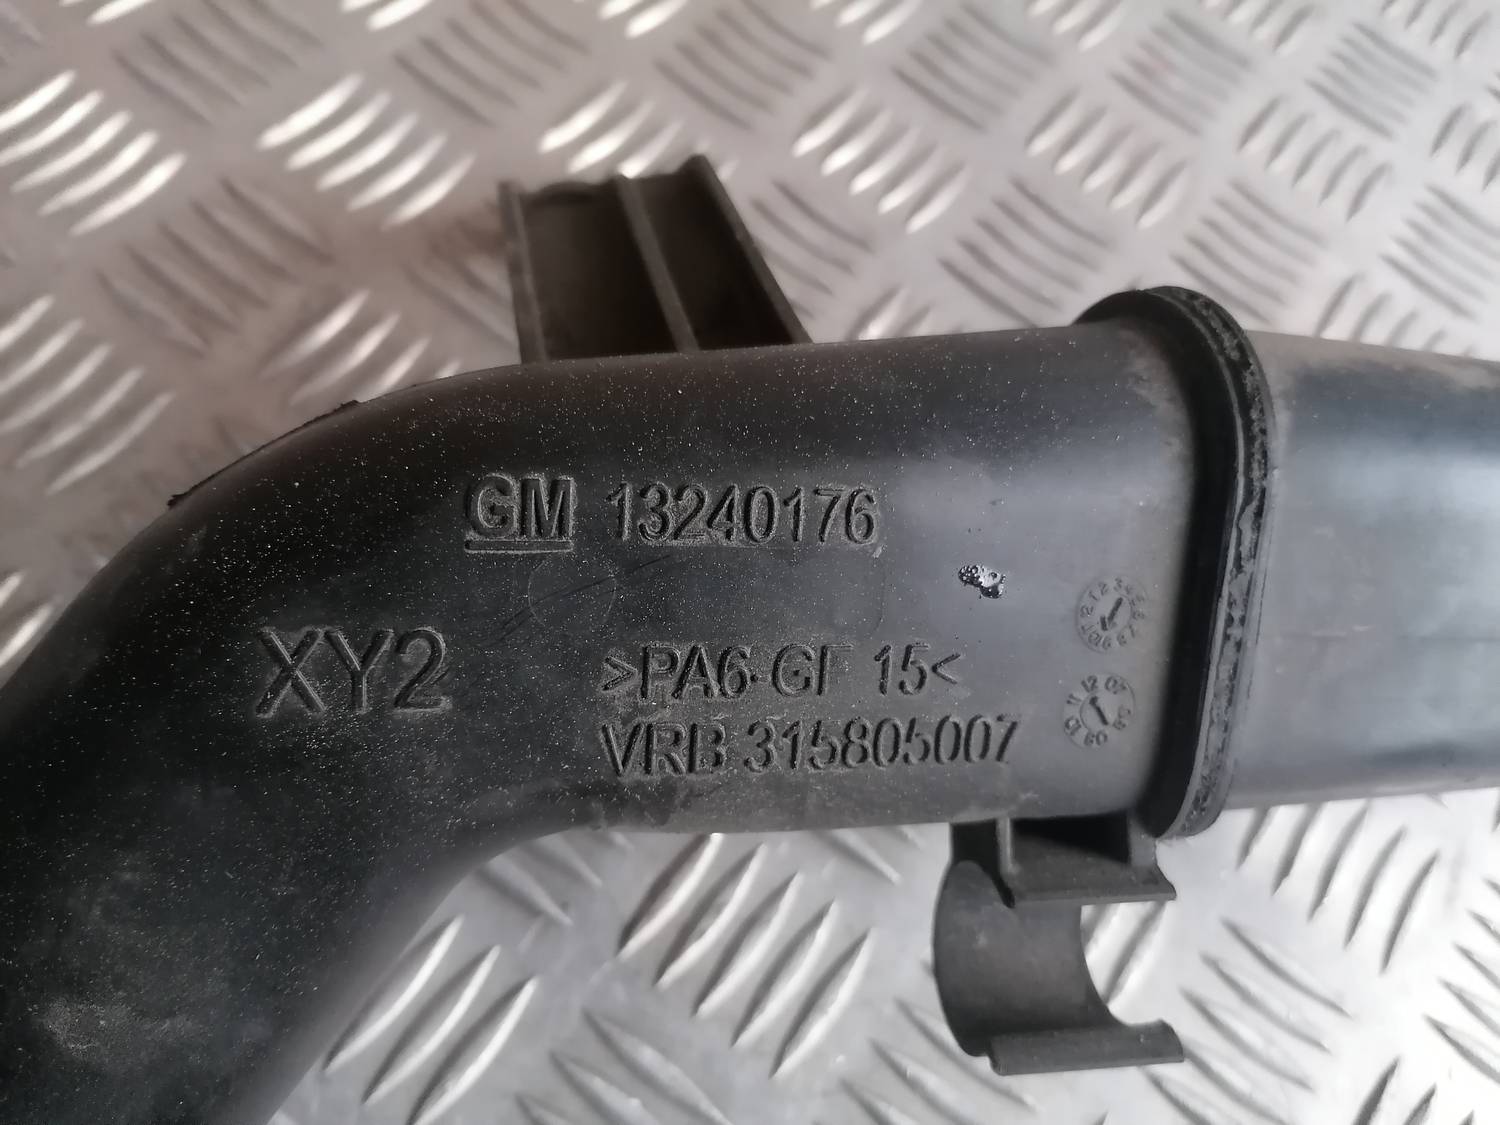 GM 13240176
XY2
>PA6-GF 15<
VRB 315805007